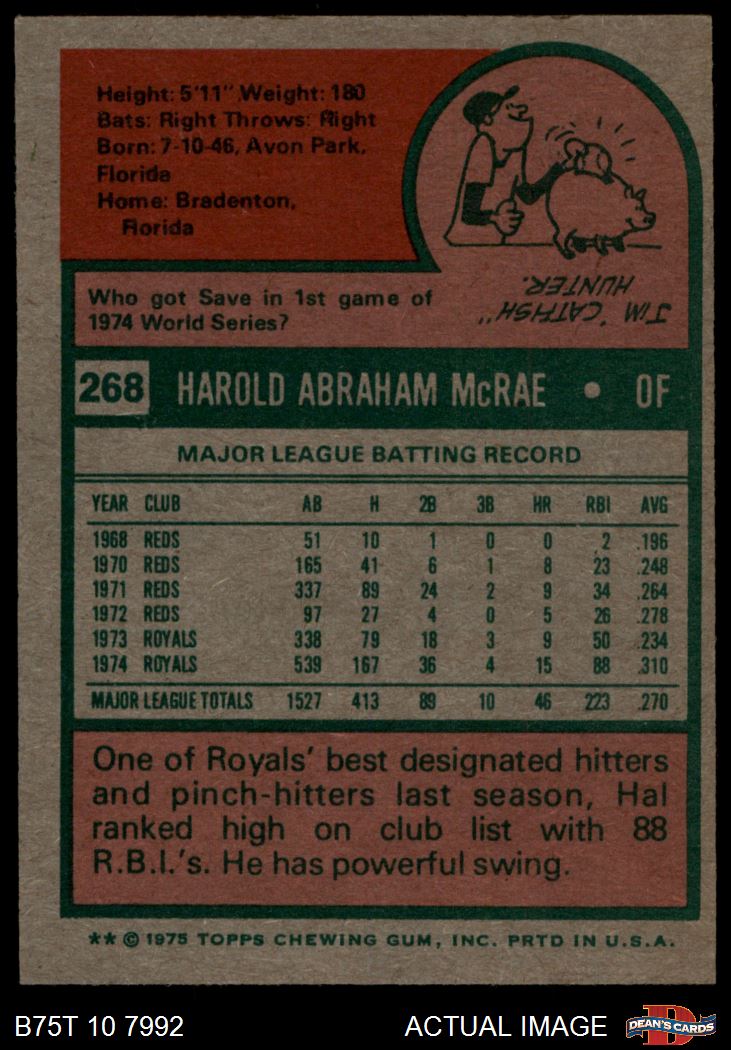 Height: 5'11" Weight: 180
Bats: Right Throws: Right
Born: 7-10-46, Avon Park,
Florida
Home: Bradenton,
Florida
Who got Save in 1st game of
1974 World Series?
JIM "CATFISH"
HUNTER.
268 HAROLD ABRAHAM McRAE • OF
MAJOR LEAGUE BATTING RECORD
YEAR CLUB AB H 2B 3B HR RBI AVG
1968 REDS 51 10 1 0 0 2 .196
1970 REDS 165 41 6 1 8 23 .248
1971 REDS 337 89 24 2 9 34 .264
1972 REDS 97 27 4 0 5 26 .278
1973 ROYALS 338 79 18 3 9 50 .234
1974 ROYALS 539 167 36 4 15 88 .310
MAJOR LEAGUE TOTALS 1527 413 89 10 46 223 .270
One of Royals' best designated hitters
and pinch-hitters last season, Hal
ranked high on club list with 88
R.B.I.'s. He has powerful swing.
** © 1975 TOPPS CHEWING GUM, INC. PRTD IN U.S.A.
B75T 10 7992 ACTUAL IMAGE
DEAN'S CARDS